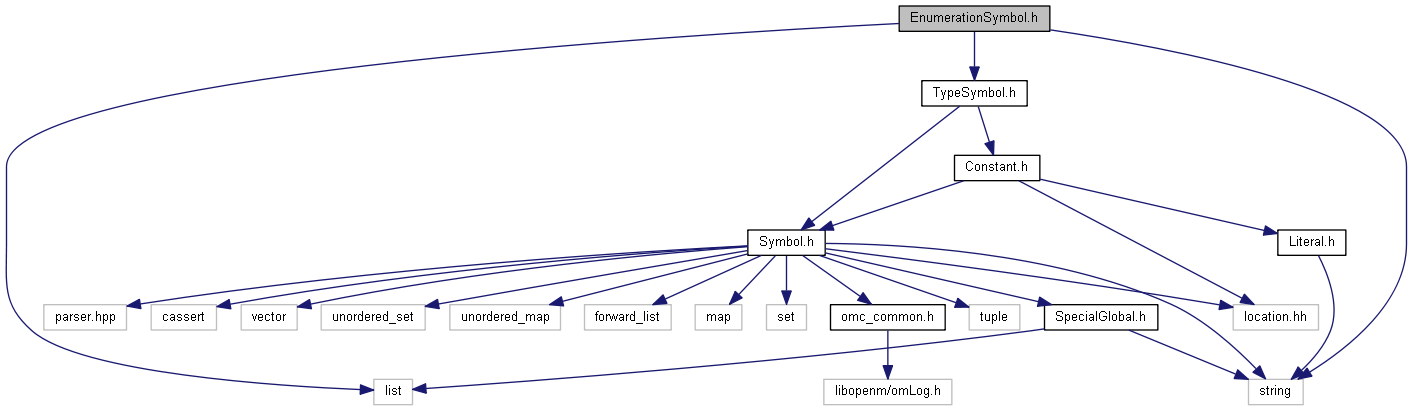 EnumerationSymbol.h
TypeSymbol.h
Constant.h
Symbol.h
Literal.h
parser.hpp
cassert
vector
unordered_set
unordered_map
forward_list
map
set
omc_common.h
tuple
SpecialGlobal.h
location.hh
list
libopenm/omLog.h
string